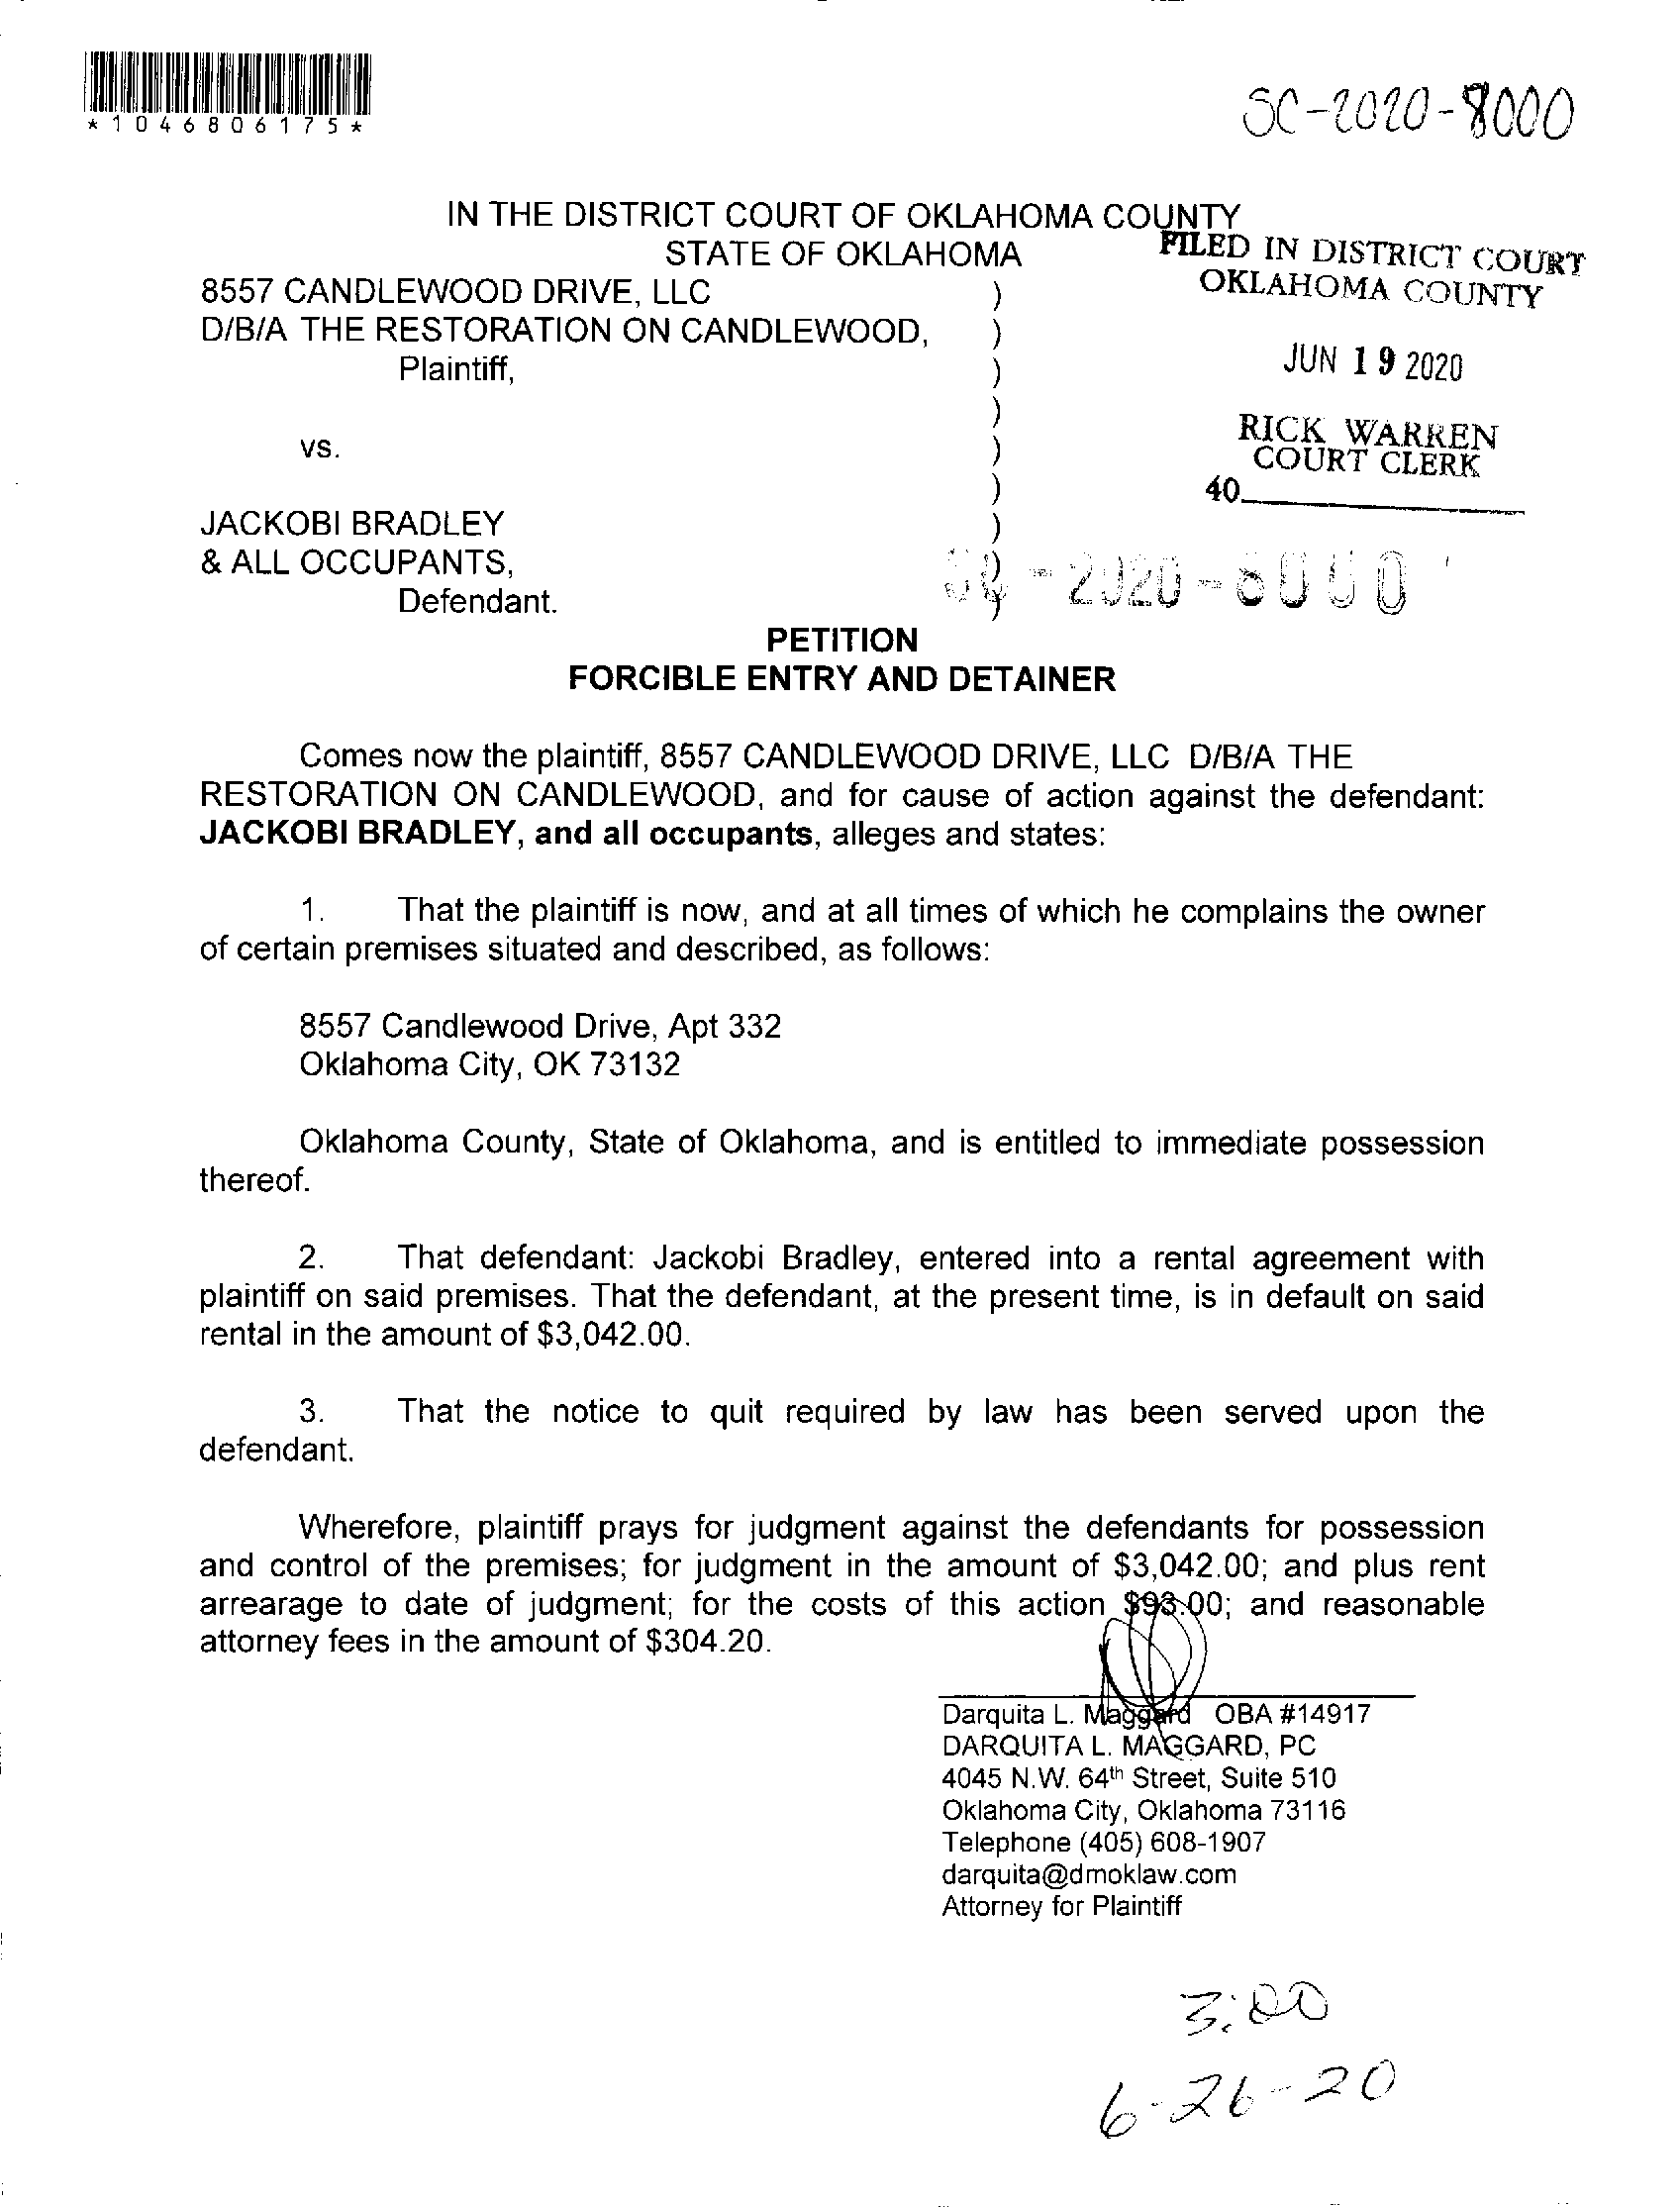 *1046806175*
SC-2020-8000
IN THE DISTRICT COURT OF OKLAHOMA COUNTY
STATE OF OKLAHOMA
FILED IN DISTRICT COURT
OKLAHOMA COUNTY
JUN 19 2020
RICK WARREN
COURT CLERK
40
8557 CANDLEWOOD DRIVE, LLC )
D/B/A THE RESTORATION ON CANDLEWOOD, )
Plaintiff, )
)
vs. )
)
JACKOBI BRADLEY )
& ALL OCCUPANTS, )
Defendant. )
SC-2020-8000
PETITION
FORCIBLE ENTRY AND DETAINER
Comes now the plaintiff, 8557 CANDLEWOOD DRIVE, LLC D/B/A THE
RESTORATION ON CANDLEWOOD, and for cause of action against the defendant:
JACKOBI BRADLEY, and all occupants, alleges and states:
1. That the plaintiff is now, and at all times of which he complains the owner
of certain premises situated and described, as follows:
8557 Candlewood Drive, Apt 332
Oklahoma City, OK 73132
Oklahoma County, State of Oklahoma, and is entitled to immediate possession
thereof.
2. That defendant: Jackobi Bradley, entered into a rental agreement with
plaintiff on said premises. That the defendant, at the present time, is in default on said
rental in the amount of $3,042.00.
3. That the notice to quit required by law has been served upon the
defendant.
Wherefore, plaintiff prays for judgment against the defendants for possession
and control of the premises; for judgment in the amount of $3,042.00; and plus rent
arrearage to date of judgment; for the costs of this action $93.00; and reasonable
attorney fees in the amount of $304.20.
Darquita L. Maggard OBA #14917
DARQUITA L. MAGGARD, PC
4045 N.W. 64th Street, Suite 510
Oklahoma City, Oklahoma 73116
Telephone (405) 608-1907
darquita@dmoklaw.com
Attorney for Plaintiff
3:00
6-26-20